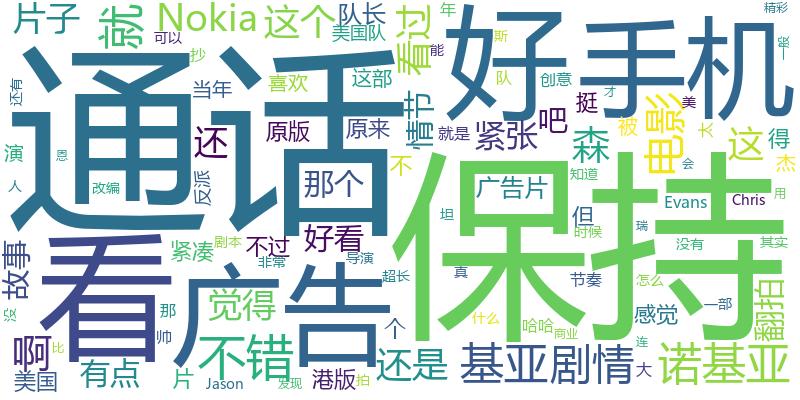 片子
就
Nokia
这个
队长
年
看过
好
手机
精彩
可以
抄
美国队
斯
能
一段
通话
还有
当年
喜欢
这部
队
创意
才
情节
挺
被
电影
美
太
还
原版
原来
紧张
吧
森
这
得
演
恩
就是
会
杰
人
改编
反派
那个
不
广告片
知道
保持
Evans
Chris
用
看
广告
紧凑
剧本
不过
好看
但
坦
时候
瑞
没有
其实
故事
非常
导演
超长
真
节奏
怎么
没
那
帅
觉得
个
什么
哈哈
商业
感觉
一部
翻拍
啊
比
不错
还是
基亚
剧情
连
诺基亚
美国
有点
片
Jason
发现
港版
拍
大